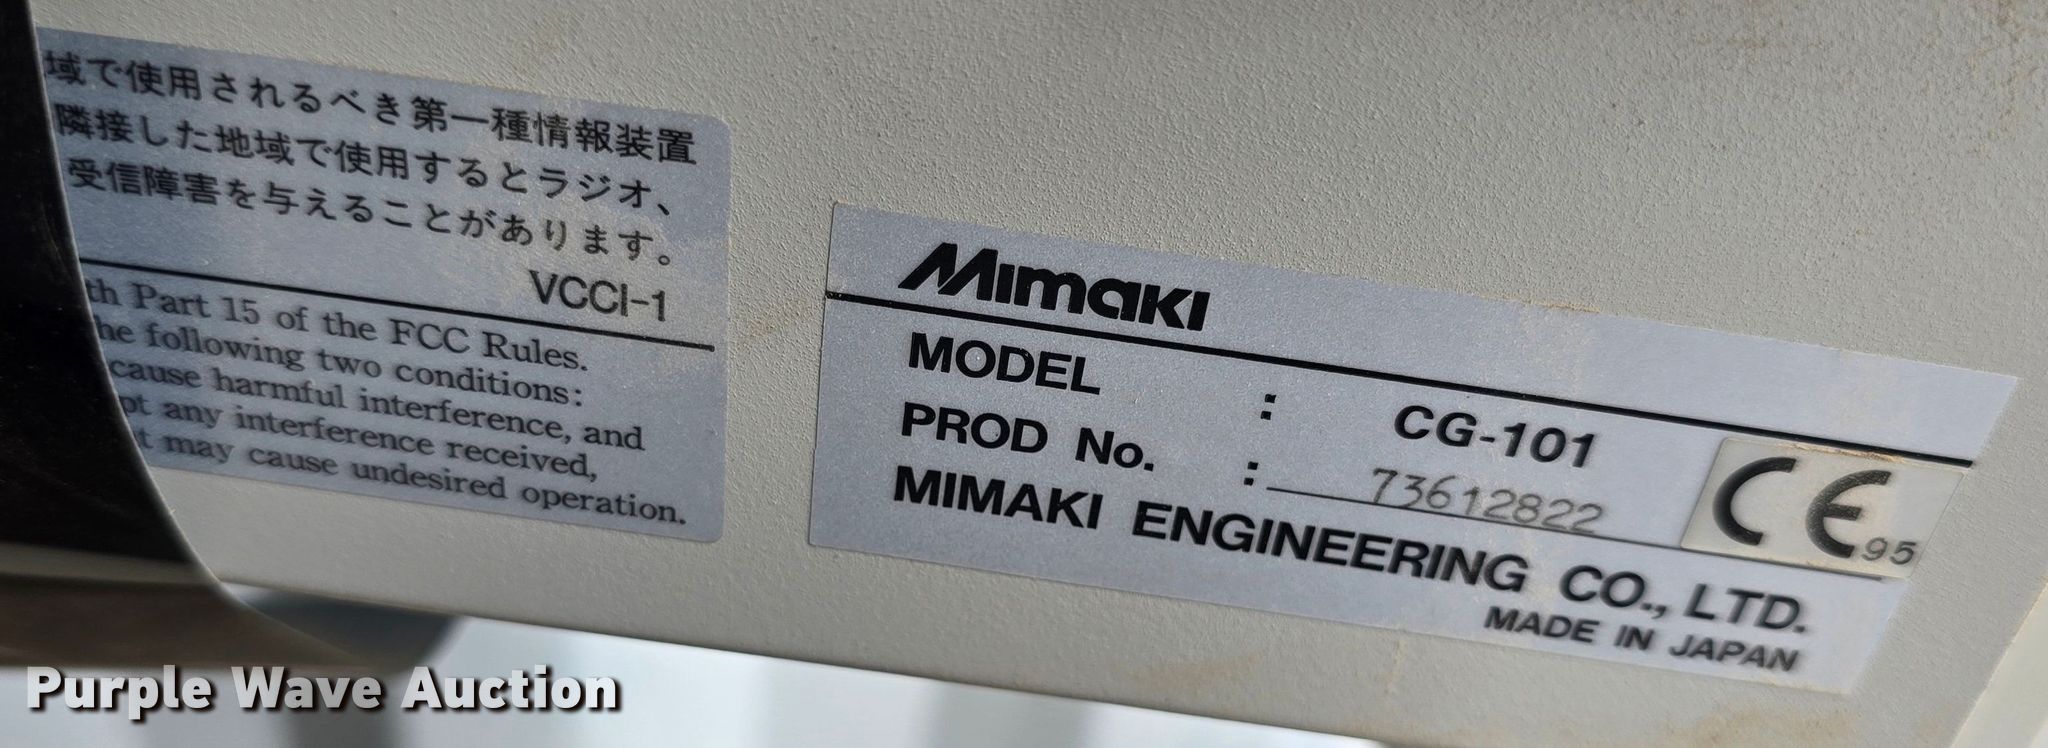 域で使用されるべき第一種情報装置
隣接した地域で使用するとラジオ、
受信障害を与えることがあります。
VCCI-1
Part 15 of the FCC Rules.
following two conditions:
cause harmful interference, and
any interference received,
may cause undesired operation.
Mimaki
MODEL : CG-101
PROD No. : 73612822
CE 95
MIMAKI ENGINEERING CO., LTD.
MADE IN JAPAN
Purple Wave Auction